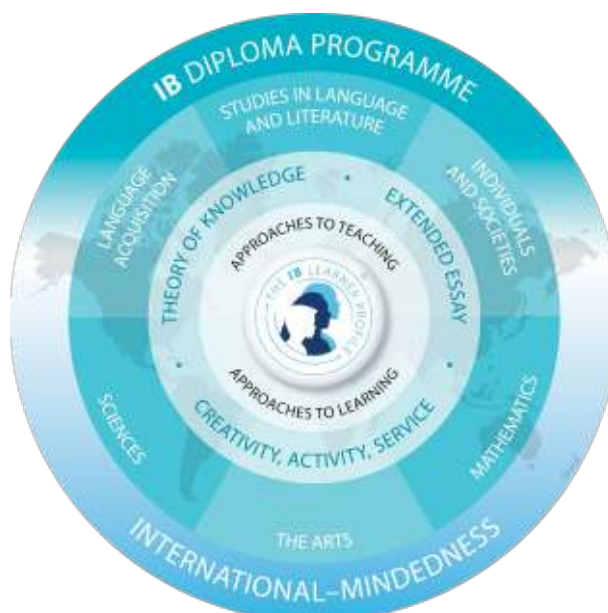 IB DIPLOMA PROGRAMME
STUDIES IN LANGUAGE
AND LITERATURE
LANGUAGE
ACQUISITION
INDIVIDUALS
AND SOCIETIES
THEORY OF KNOWLEDGE
•
EXTENDED ESSAY
APPROACHES TO TEACHING
THE IB LEARNER PROFILE
APPROACHES TO LEARNING
•
•
CREATIVITY, ACTIVITY, SERVICE
SCIENCES
MATHEMATICS
THE ARTS
INTERNATIONAL–MINDEDNESS